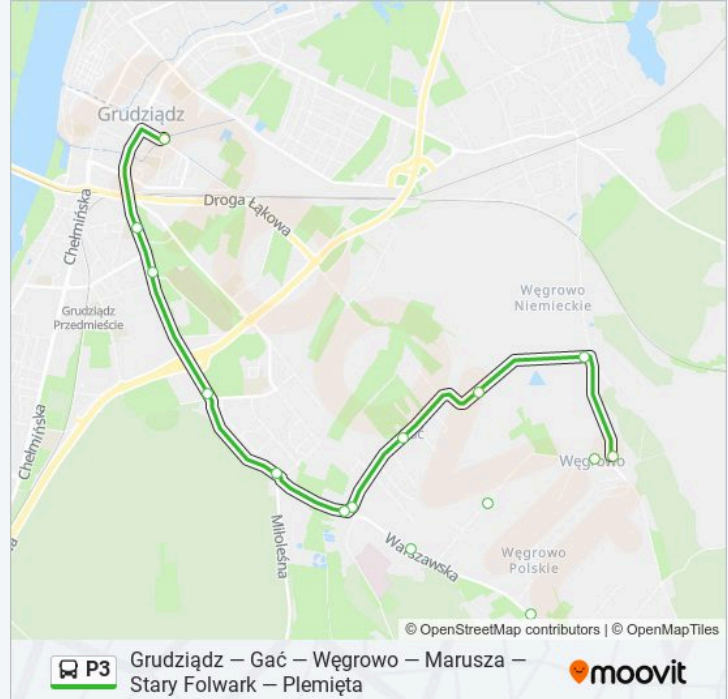 Grudziądz
Droga Łąkowa
Chełmińska
Grudziądz
Przedmieście
Węgrowo
Niemieckie
Chełmińska
Węgrowo
Miłoleśna
Warszawska
Węgrowo
Polskie
© OpenStreetMap contributors | © OpenMapTiles
P3
Grudziądz — Gać — Węgrowo — Marusza —
Stary Folwark — Plemięta
moovit